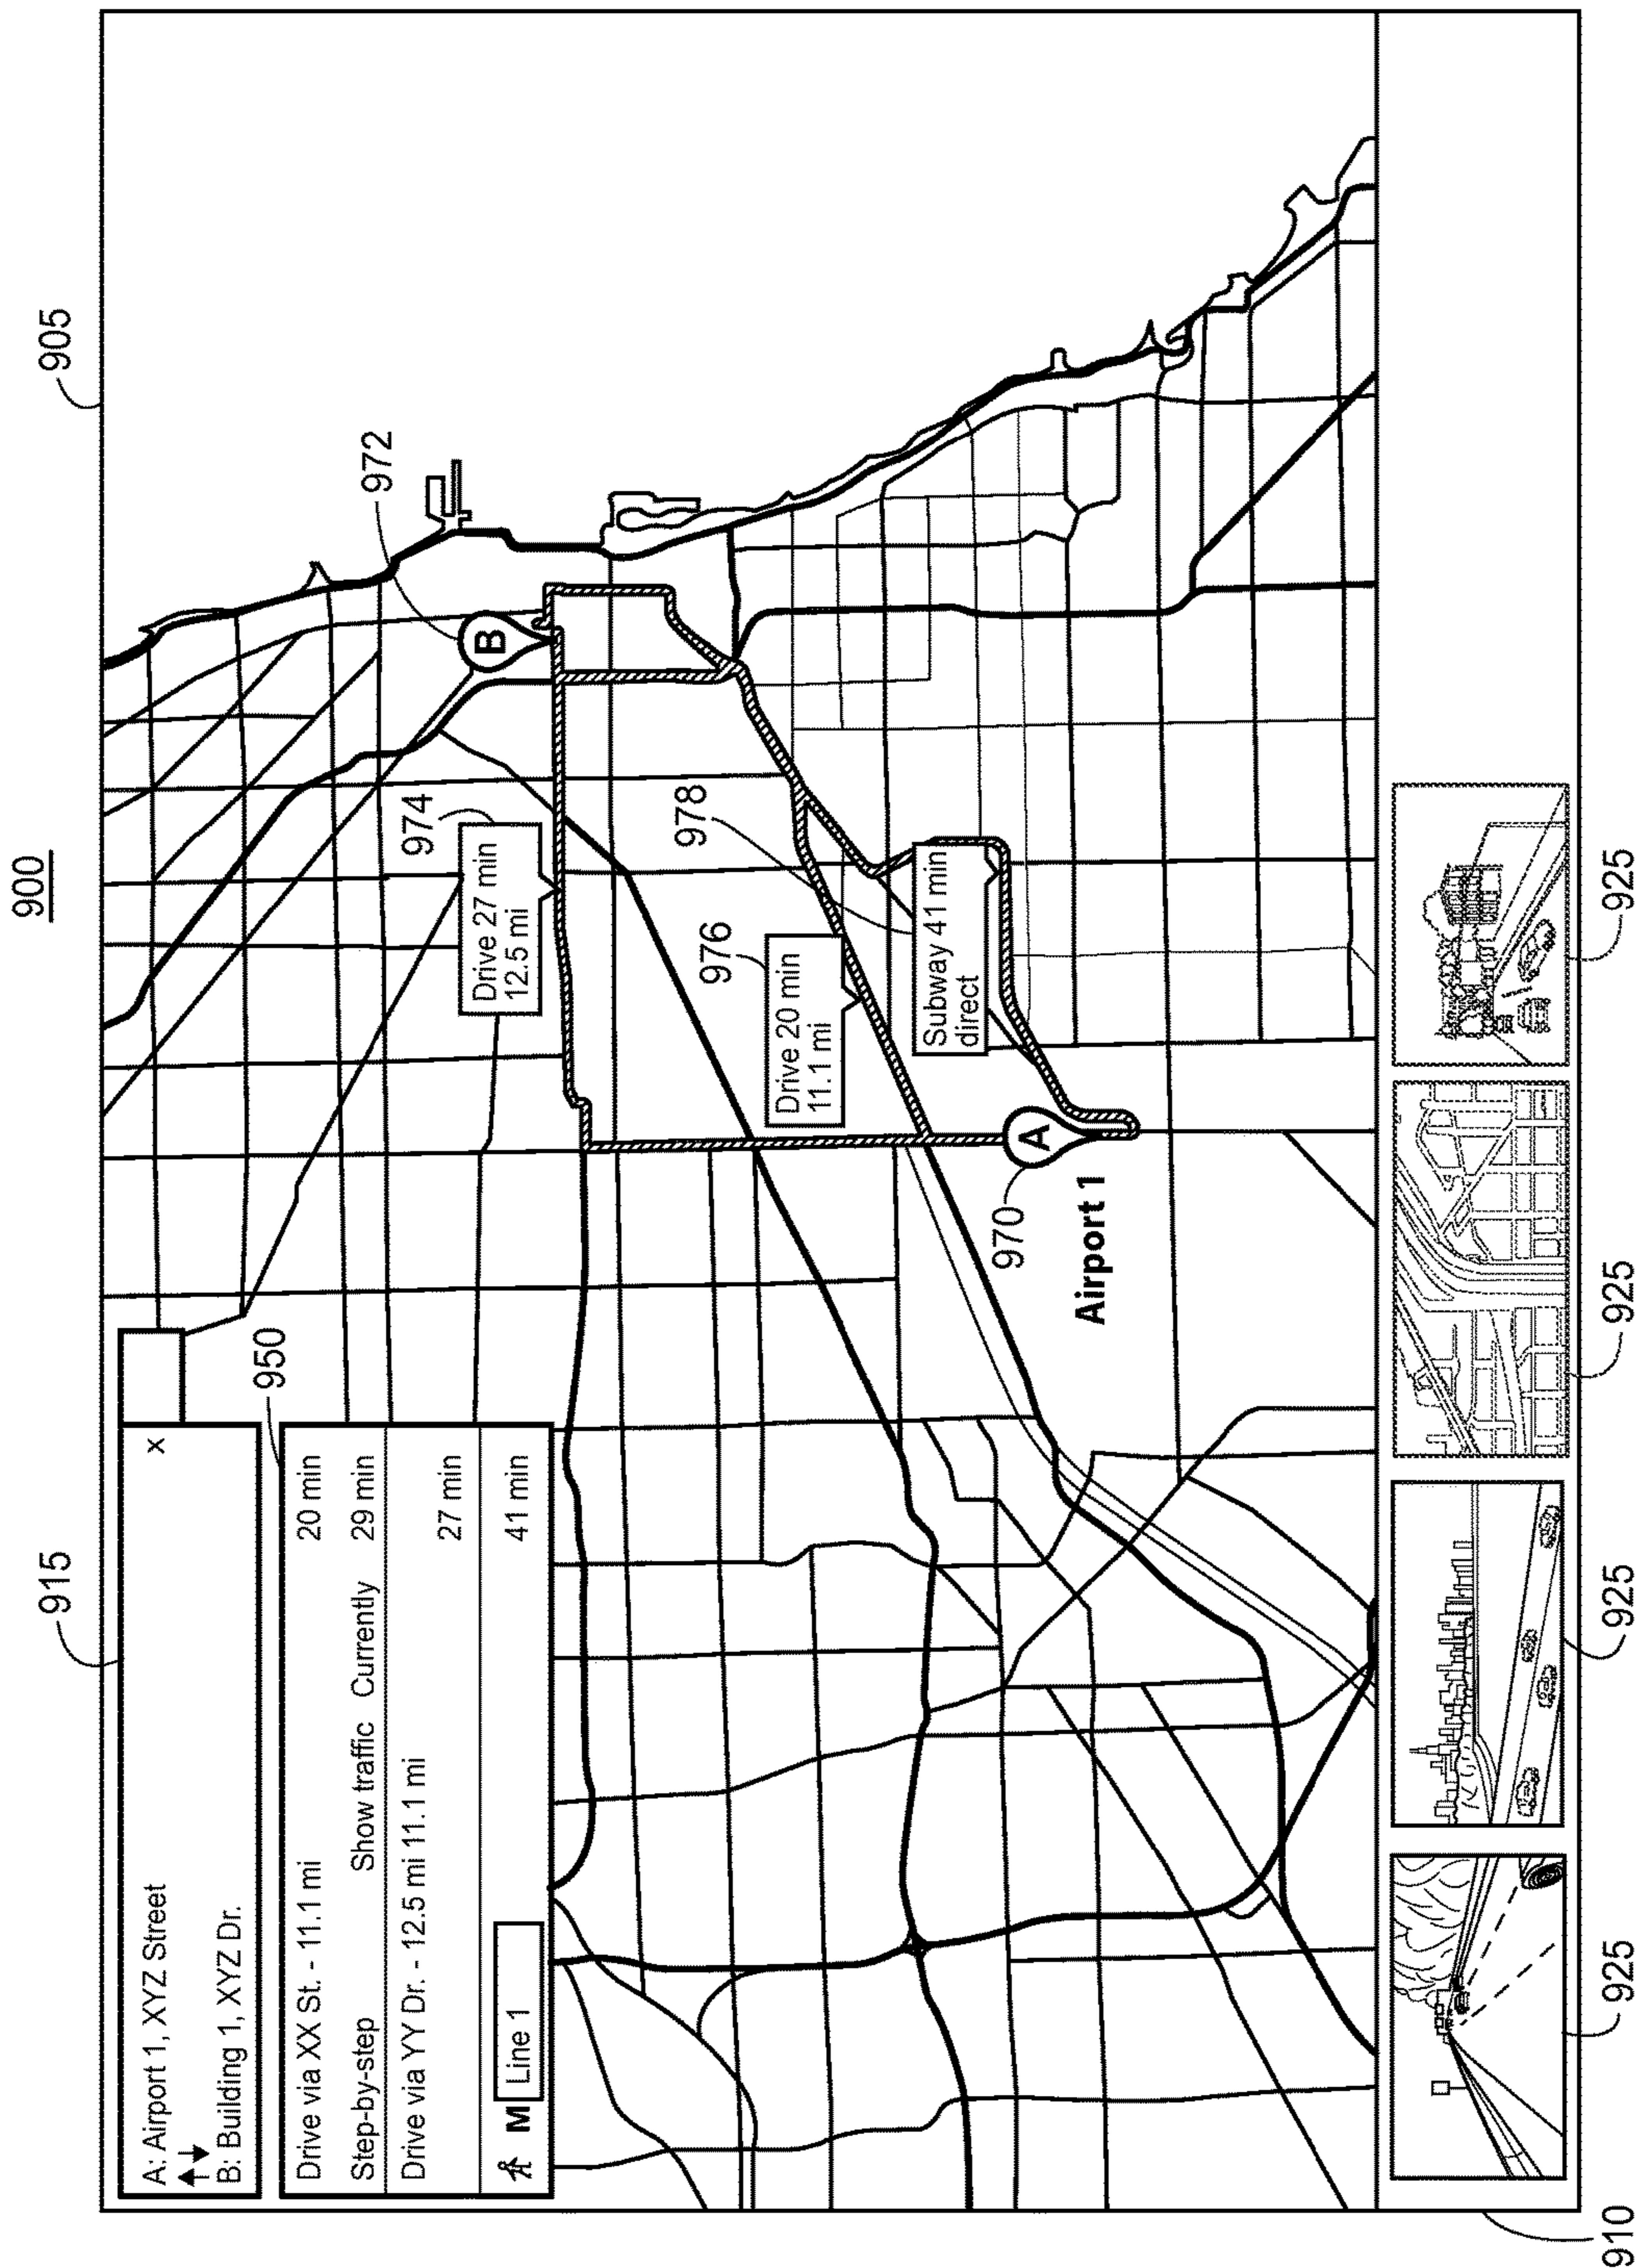 900
915
905
A: Airport 1, XYZ Street
x
B: Building 1, XYZ Dr.
950
Drive via XX St. - 11.1 mi 20 min
Step-by-step Show traffic Currently 29 min
Drive via YY Dr. - 12.5 mi 11.1 mi
27 min
M Line 1 41 min
972
B
974
Drive 27 min
12.5 mi
976
978
Drive 20 min
11.1 mi
Subway 41 min
direct
970
A
Airport 1
910
925
925
925
925